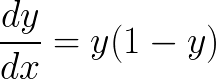 dy/dx = y(1 − y)